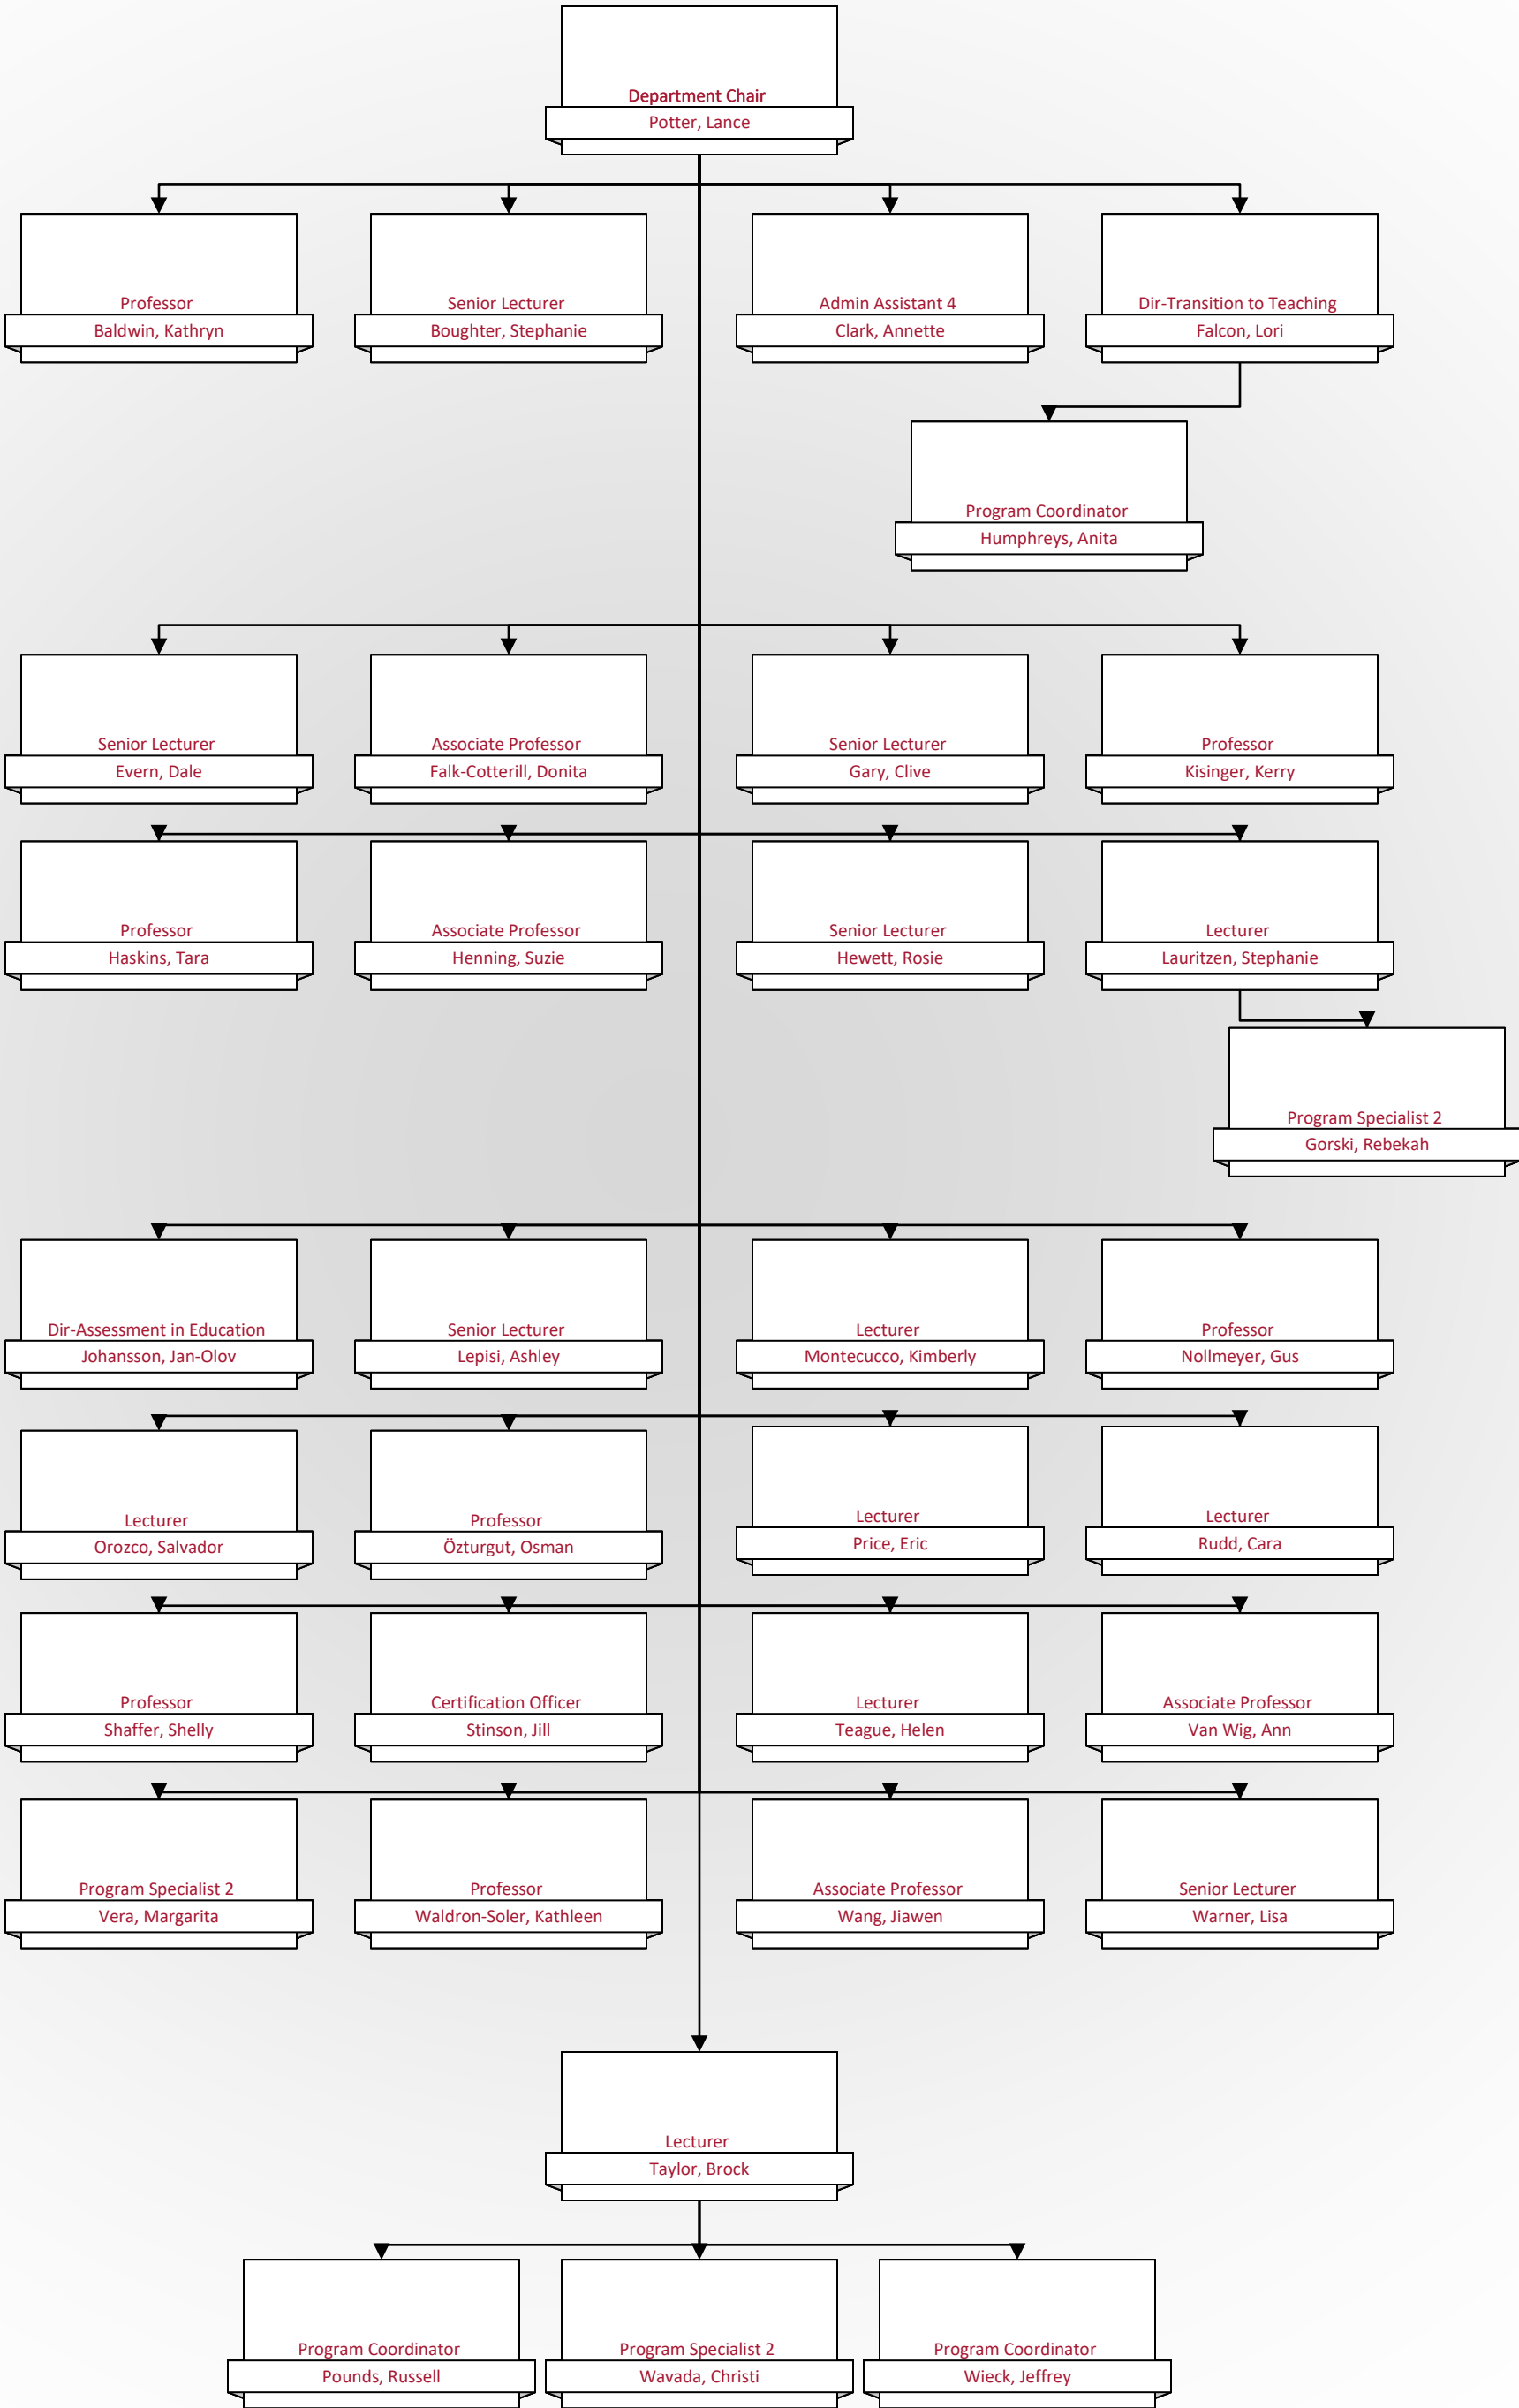 Department Chair
Potter, Lance
Professor
Baldwin, Kathryn
Senior Lecturer
Boughter, Stephanie
Admin Assistant 4
Clark, Annette
Dir-Transition to Teaching
Falcon, Lori
Program Coordinator
Humphreys, Anita
Senior Lecturer
Evern, Dale
Associate Professor
Falk-Cotterill, Donita
Senior Lecturer
Gary, Clive
Professor
Kisinger, Kerry
Professor
Haskins, Tara
Associate Professor
Henning, Suzie
Senior Lecturer
Hewett, Rosie
Lecturer
Lauritzen, Stephanie
Program Specialist 2
Gorski, Rebekah
Dir-Assessment in Education
Johansson, Jan-Olov
Senior Lecturer
Lepisi, Ashley
Lecturer
Montecucco, Kimberly
Professor
Nollmeyer, Gus
Lecturer
Orozco, Salvador
Professor
Özturgut, Osman
Lecturer
Price, Eric
Lecturer
Rudd, Cara
Professor
Shaffer, Shelly
Certification Officer
Stinson, Jill
Lecturer
Teague, Helen
Associate Professor
Van Wig, Ann
Program Specialist 2
Vera, Margarita
Professor
Waldron-Soler, Kathleen
Associate Professor
Wang, Jiawen
Senior Lecturer
Warner, Lisa
Lecturer
Taylor, Brock
Program Coordinator
Pounds, Russell
Program Specialist 2
Wavada, Christi
Program Coordinator
Wieck, Jeffrey